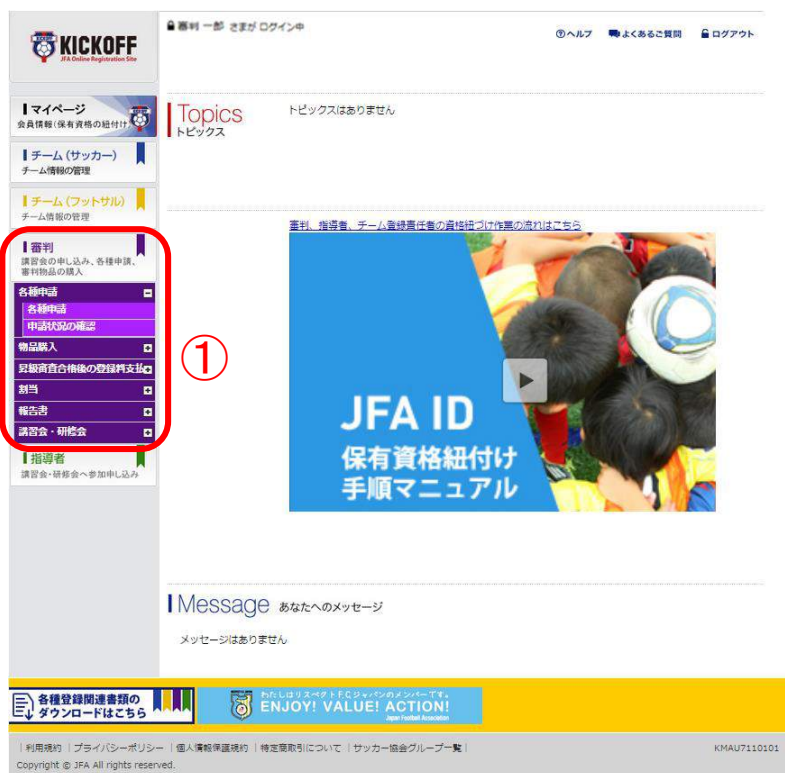 KICKOFF
JFA Online Registration Site
審判 一郎 さまが ログイン中
ヘルプ よくあるご質問 ログアウト
マイページ
会員情報(保有資格の紐付け)
チーム (サッカー)
チーム情報の管理
チーム (フットサル)
チーム情報の管理
審判
講習会の申し込み、各種申請、
審判物品の購入
各種申請
各種申請
申請状況の確認
物品購入
昇級審査合格後の登録料支払
割当
報告書
講習会・研修会
①
指導者
講習会・研修会へ参加申し込み
Topics
トピックス
トピックスはありません
審判、指導者、チーム登録責任者の資格紐づけ作業の流れはこちら
JFA ID
保有資格紐付け
手順マニュアル
Message あなたへのメッセージ
メッセージはありません
各種登録関連書類の
ダウンロードはこちら
わたしはリスペクトF.C.ジャパンのメンバーです。
ENJOY! VALUE! ACTION!
Japan Football Association
｜利用規約｜プライバシーポリシー｜個人情報保護規約｜特定商取引について｜サッカー協会グループ一覧｜
KMAU7110101
Copyright © JFA All rights reserved.